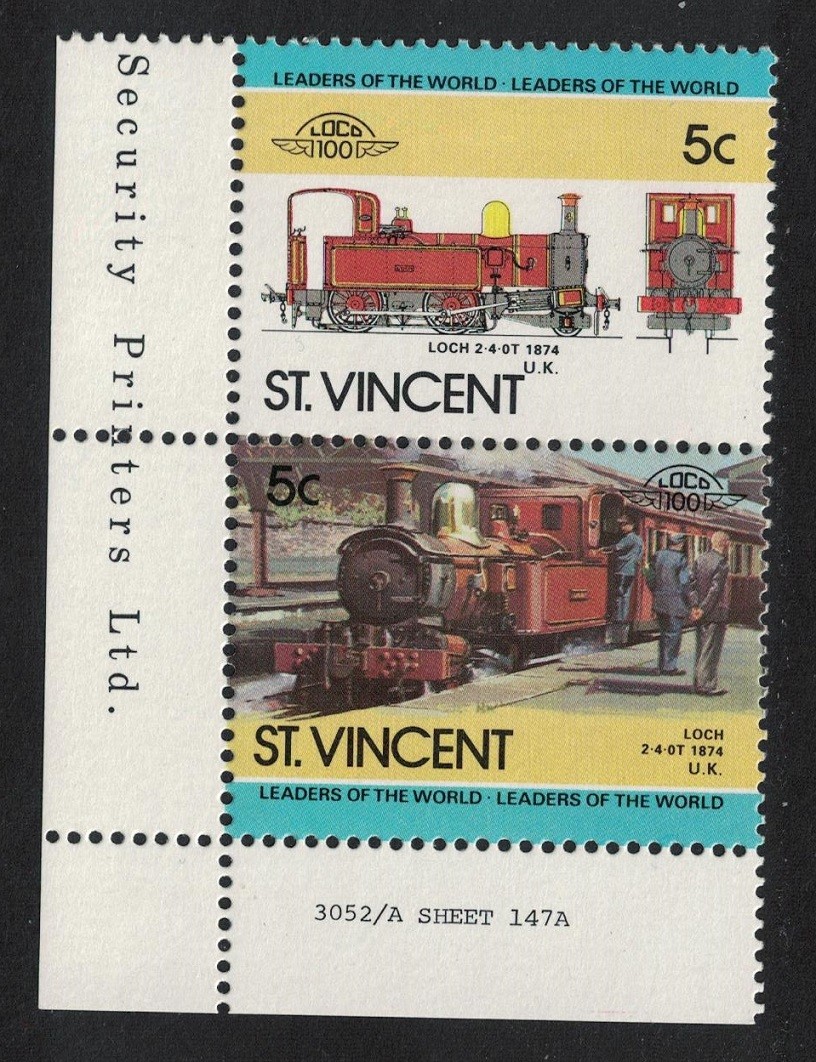 Security Printers Ltd.
LEADERS OF THE WORLD · LEADERS OF THE WORLD
LOCO
100
5c
LOCH 2·4·0T 1874
U.K.
ST. VINCENT
5c
LOCO
100
ST. VINCENT
LOCH
2·4·0T 1874
U.K.
LEADERS OF THE WORLD · LEADERS OF THE WORLD
3052/A SHEET 147A